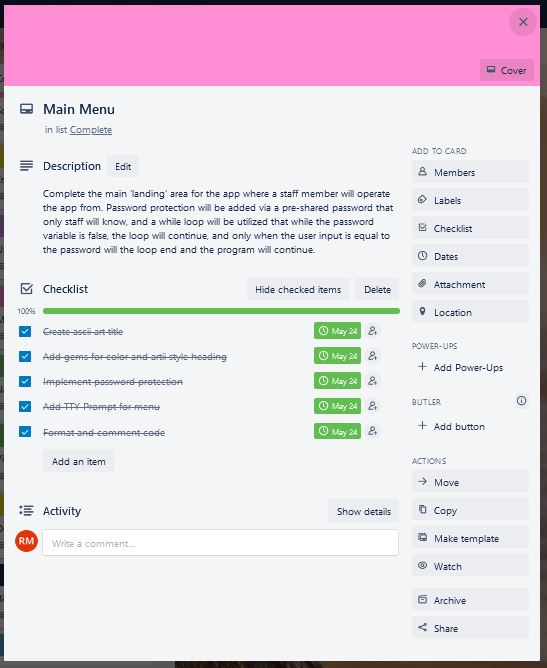 Cover
Main Menu
in list Complete
Description Edit
Complete the main 'landing' area for the app where a staff member will operate
the app from. Password protection will be added via a pre-shared password that
only staff will know, and a while loop will be utilized that while the password
variable is false, the loop will continue, and only when the user input is equal to
the password will the loop end and the program will continue.
Checklist Hide checked items Delete
100%
Create ascii art title May 24
Add gems for color and artii style heading May 24
Implement password protection May 24
Add TTY-Prompt for menu May 24
Format and comment code May 24
Add an item
Activity Show details
RM Write a comment...
ADD TO CARD
Members
Labels
Checklist
Dates
Attachment
Location
POWER-UPS
Add Power-Ups
BUTLER
Add button
ACTIONS
Move
Copy
Make template
Watch
Archive
Share